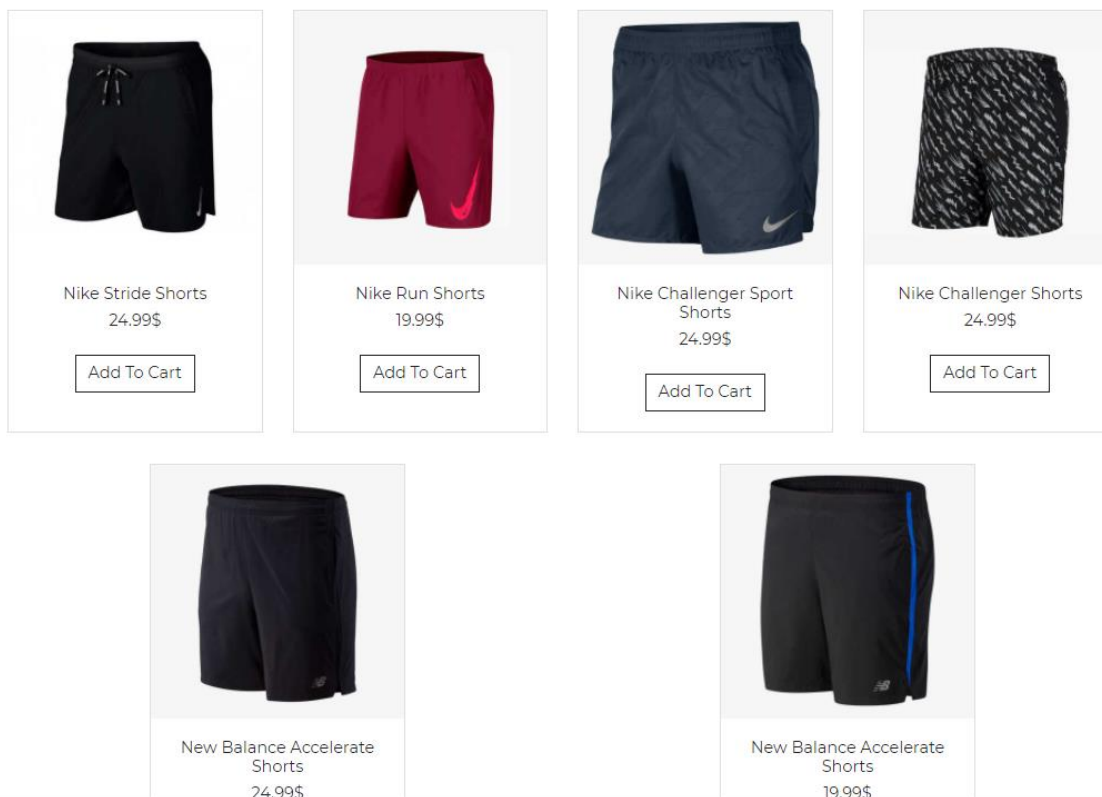 Nike Stride Shorts
24.99$
Add To Cart
Nike Run Shorts
19.99$
Add To Cart
Nike Challenger Sport
Shorts
24.99$
Add To Cart
Nike Challenger Shorts
24.99$
Add To Cart
New Balance Accelerate
Shorts
24.99$
New Balance Accelerate
Shorts
19.99$